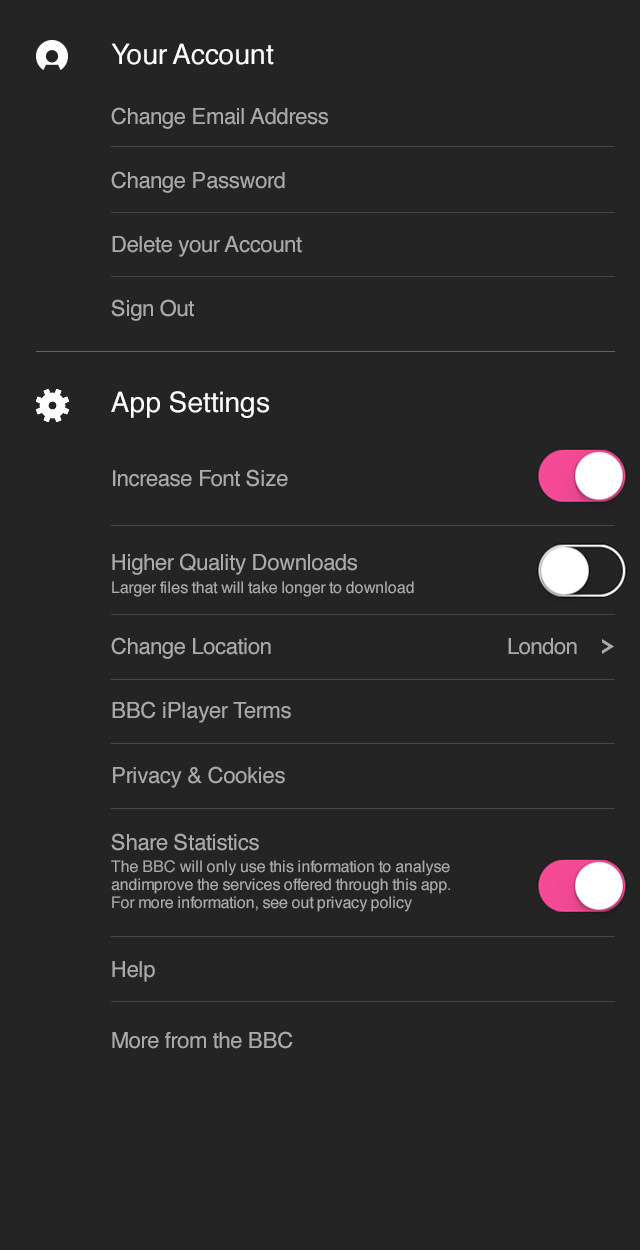 Your Account
Change Email Address
Change Password
Delete your Account
Sign Out
App Settings
Increase Font Size
Higher Quality Downloads
Larger files that will take longer to download
Change Location London >
BBC iPlayer Terms
Privacy & Cookies
Share Statistics
The BBC will only use this information to analyse
andimprove the services offered through this app.
For more information, see out privacy policy
Help
More from the BBC